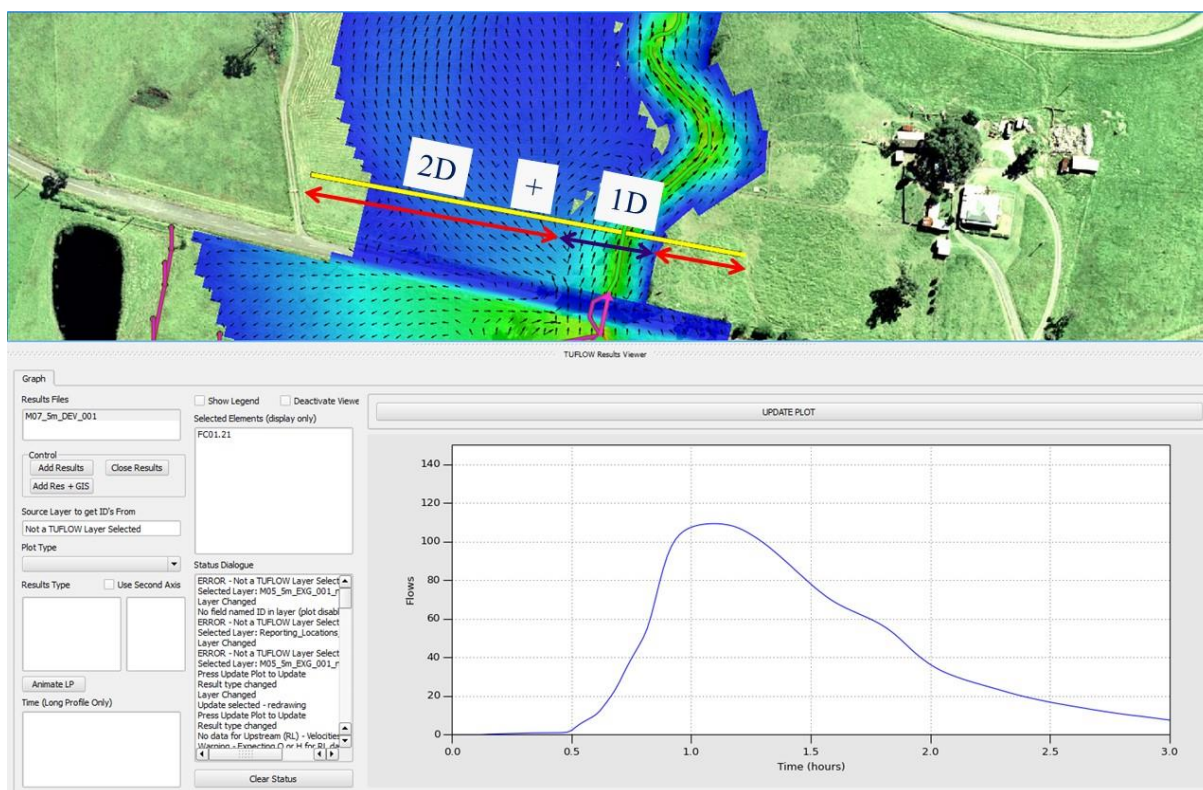 2D
+
1D
TUFLOW Results Viewer
Graph
Results Files
M07_5m_DEV_001
Control
Add Results
Close Results
Add Res + GIS
Source Layer to get ID's From
Not a TUFLOW Layer Selected
Plot Type
Results Type
Use Second Axis
Animate LP
Time (Long Profile Only)
Show Legend
Deactivate Viewe
Selected Elements (display only)
FC01.21
Status Dialogue
ERROR - Not a TUFLOW Layer Select
Selected Layer: M05_5m_EXG_001_r
Layer Changed
No field named ID in layer (plot disabl
ERROR - Not a TUFLOW Layer Select
Selected Layer: Reporting_Locations_
Layer Changed
ERROR - Not a TUFLOW Layer Select
Selected Layer: M05_5m_EXG_001_r
Press Update Plot to Update
Result type changed
Layer Changed
Update selected - redrawing
Press Update Plot to Update
Result type changed
No data for Upstream (RL) - Velocities
Warning - Expecting Q or H for RL da
Clear Status
UPDATE PLOT
140
120
100
80
60
40
20
0
Flows
0.0 0.5 1.0 1.5 2.0 2.5 3.0
Time (hours)